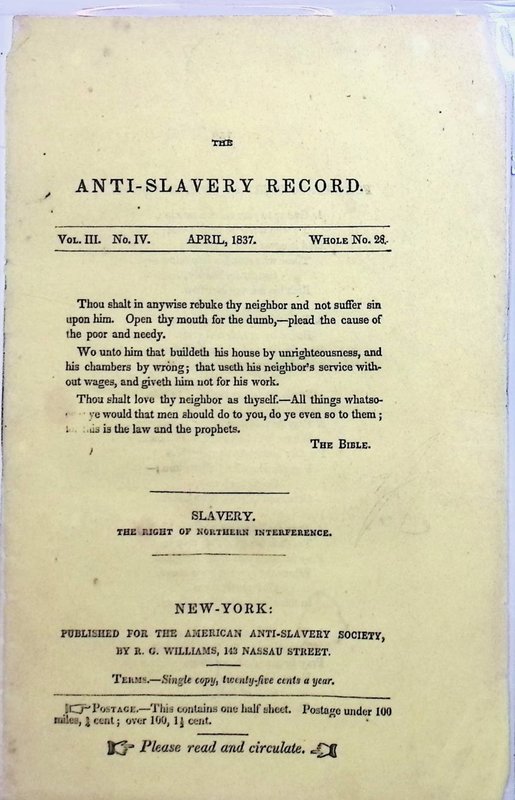 THE
ANTI-SLAVERY RECORD.
VOL. III. No. IV. APRIL, 1837. WHOLE No. 28.
Thou shalt in anywise rebuke thy neighbor and not suffer sin
upon him. Open thy mouth for the dumb,—plead the cause of
the poor and needy.
Wo unto him that buildeth his house by unrighteousness, and
his chambers by wrong; that useth his neighbor's service with-
out wages, and giveth him not for his work.
Thou shalt love thy neighbor as thyself.—All things whatso-
ye would that men should do to you, do ye even so to them;
is is the law and the prophets.
THE BIBLE.
SLAVERY.
THE RIGHT OF NORTHERN INTERFERENCE.
NEW-YORK:
PUBLISHED FOR THE AMERICAN ANTI-SLAVERY SOCIETY,
BY R. G. WILLIAMS, 143 NASSAU STREET.
TERMS.—Single copy, twenty-five cents a year.
☞POSTAGE.—This contains one half sheet. Postage under 100
miles, cent; over 100, cent.
☞ Please read and circulate. ☜